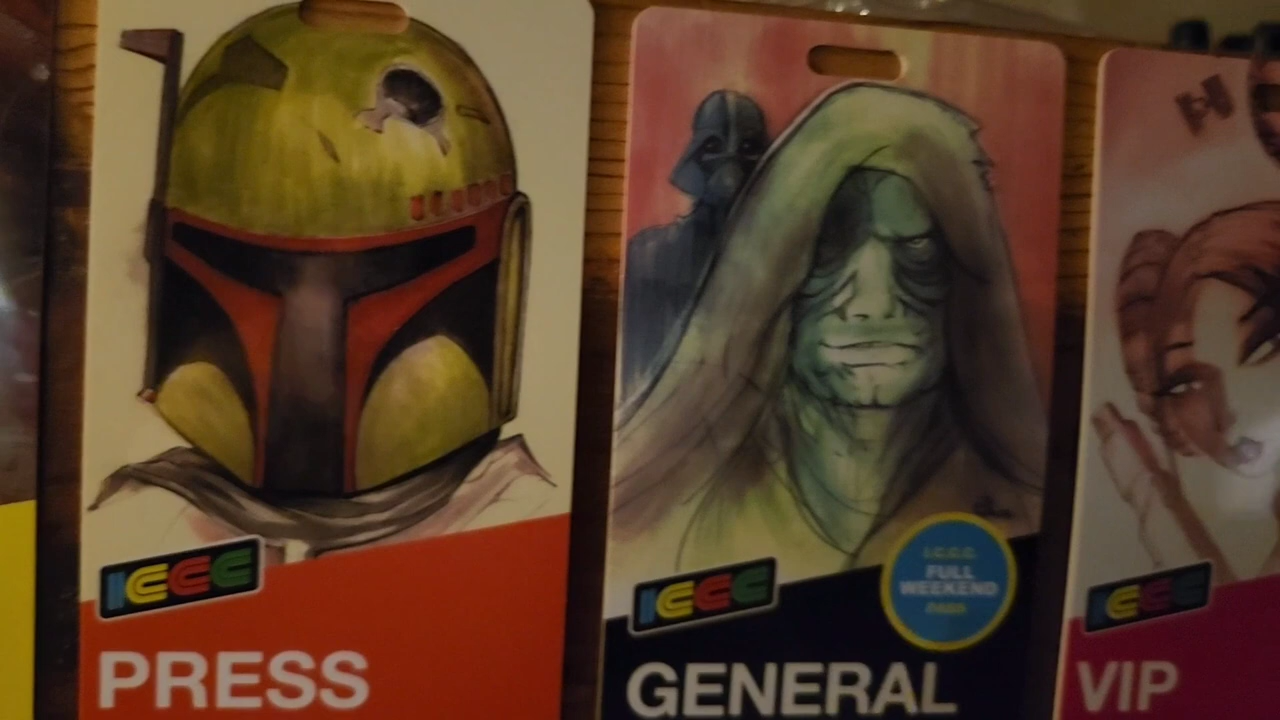 ICCC
PRESS
ICCC
I.C.C.C.
FULL
WEEKEND
PASS
GENERAL
ICCC
VIP